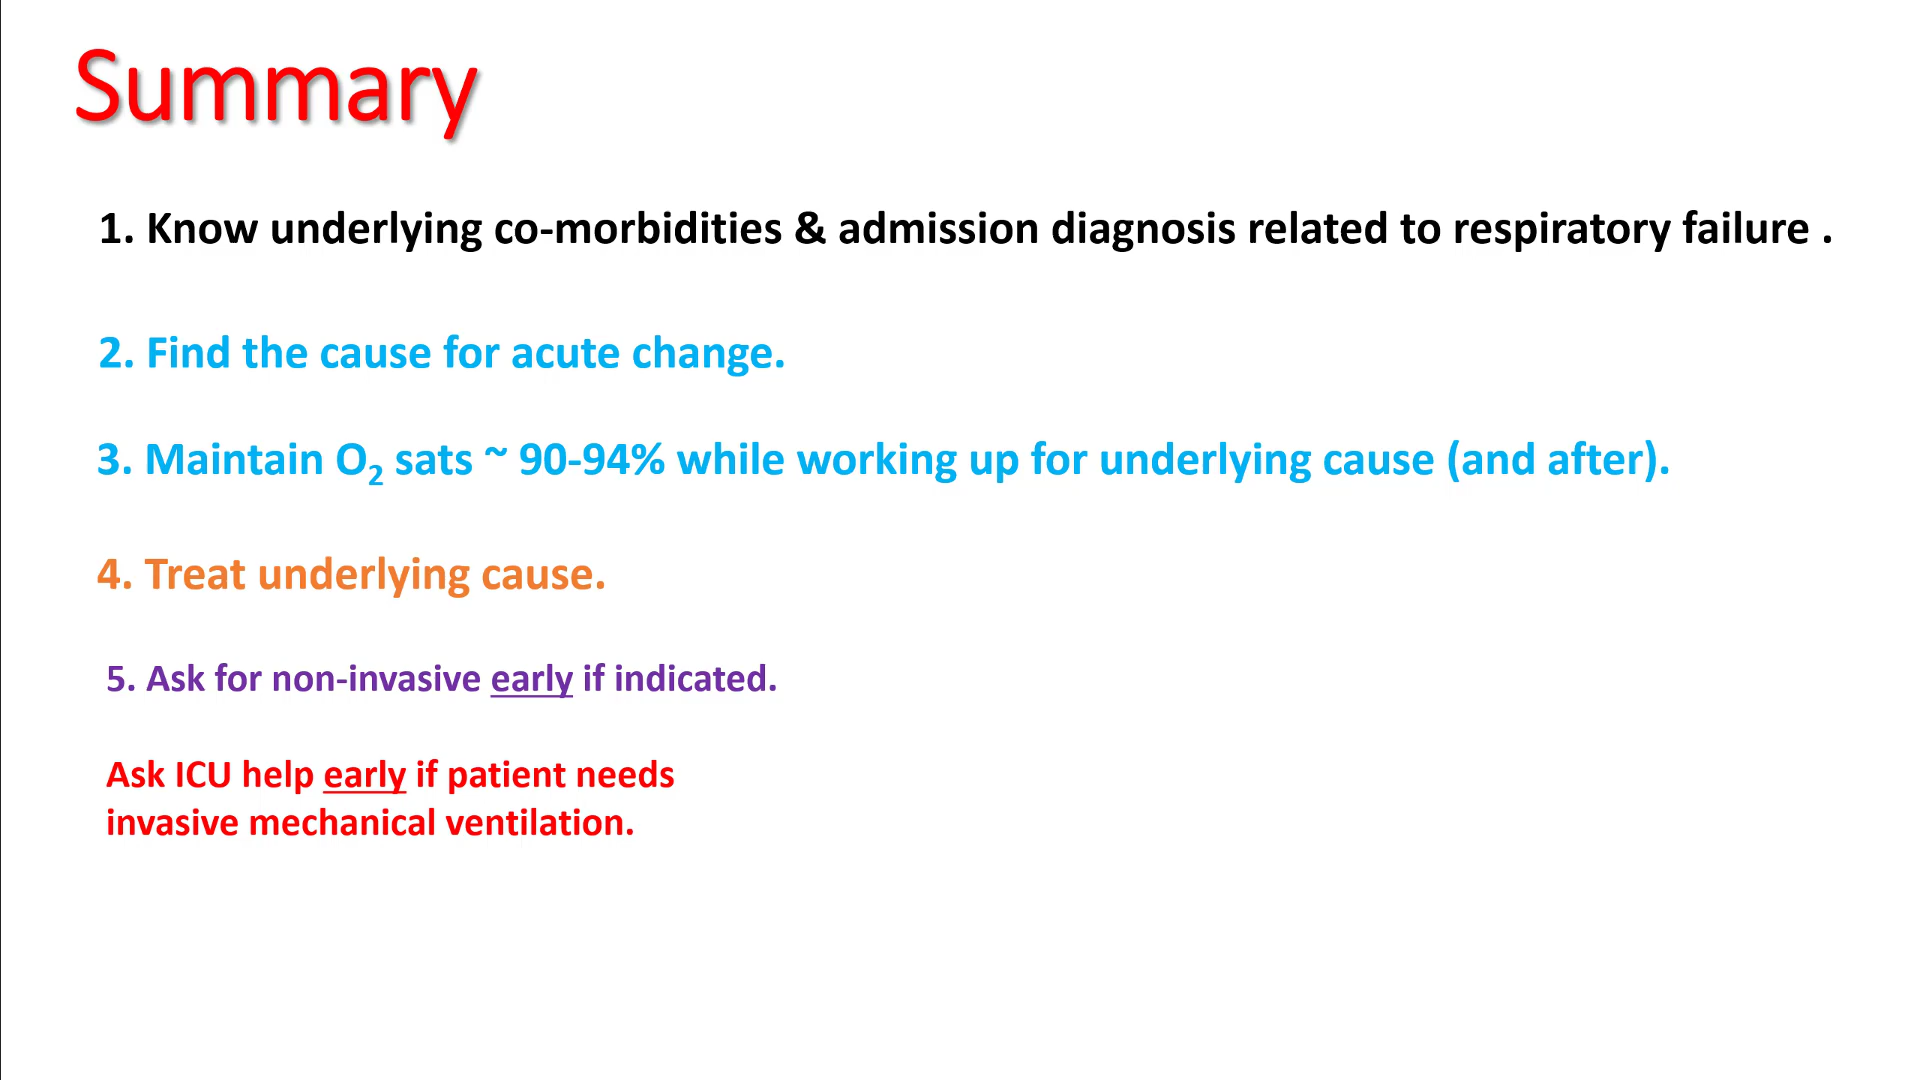 Summary
1. Know underlying co-morbidities & admission diagnosis related to respiratory failure .
2. Find the cause for acute change.
3. Maintain O₂ sats ~ 90-94% while working up for underlying cause (and after).
4. Treat underlying cause.
5. Ask for non-invasive early if indicated.
Ask ICU help early if patient needs
invasive mechanical ventilation.